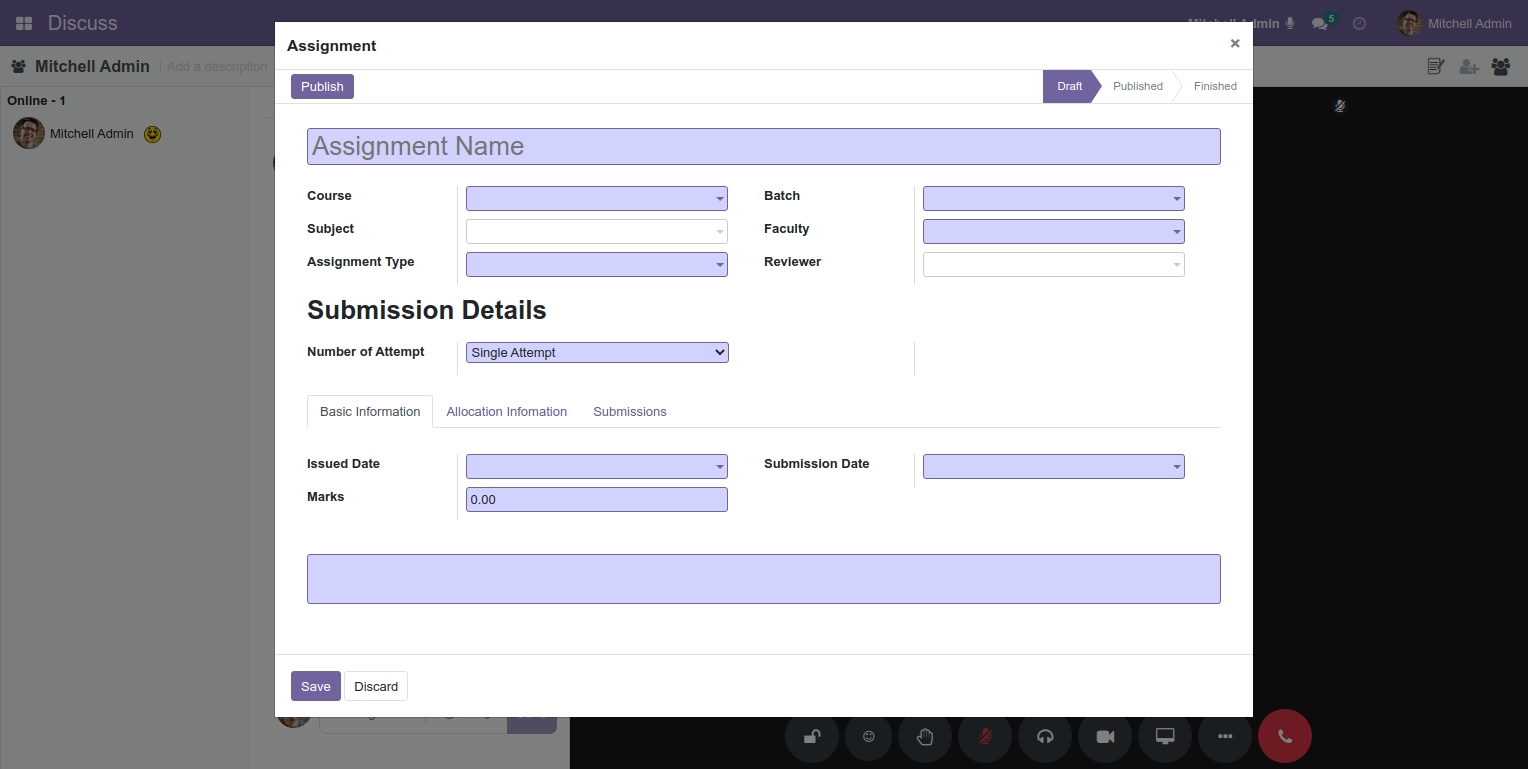 Discuss
5
Mitchell Admin
Mitchell Admin
Add a description
Online - 1
Mitchell Admin
Assignment
×
Publish
Draft
Published
Finished
Assignment Name
Course
Batch
Subject
Faculty
Assignment Type
Reviewer
Submission Details
Number of Attempt
Single Attempt
Basic Information
Allocation Infomation
Submissions
Issued Date
Submission Date
Marks
0.00
Save
Discard